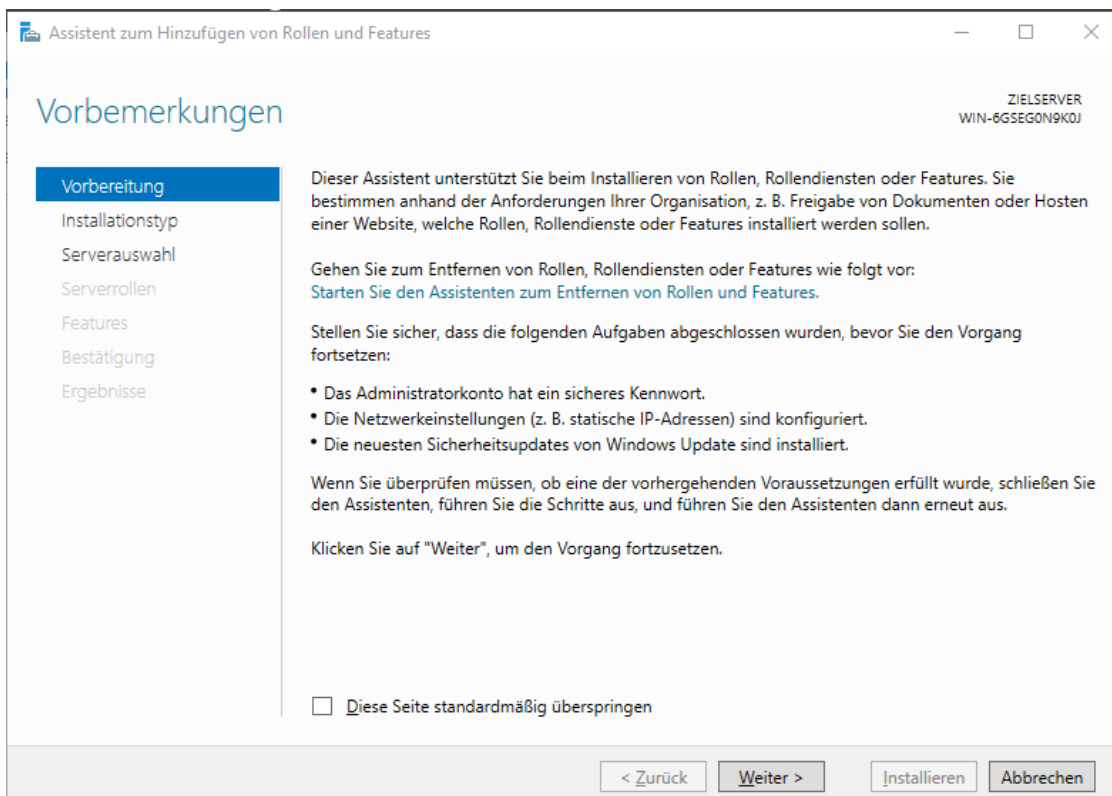 Assistent zum Hinzufügen von Rollen und Features
Vorbemerkungen
ZIELSERVER
WIN-6GSEG0N9K0J
Vorbereitung
Installationstyp
Serverauswahl
Serverrollen
Features
Bestätigung
Ergebnisse
Dieser Assistent unterstützt Sie beim Installieren von Rollen, Rollendiensten oder Features. Sie
bestimmen anhand der Anforderungen Ihrer Organisation, z. B. Freigabe von Dokumenten oder Hosten
einer Website, welche Rollen, Rollendienste oder Features installiert werden sollen.
Gehen Sie zum Entfernen von Rollen, Rollendiensten oder Features wie folgt vor:
Starten Sie den Assistenten zum Entfernen von Rollen und Features.
Stellen Sie sicher, dass die folgenden Aufgaben abgeschlossen wurden, bevor Sie den Vorgang
fortsetzen:
• Das Administratorkonto hat ein sicheres Kennwort.
• Die Netzwerkeinstellungen (z. B. statische IP-Adressen) sind konfiguriert.
• Die neuesten Sicherheitsupdates von Windows Update sind installiert.
Wenn Sie überprüfen müssen, ob eine der vorhergehenden Voraussetzungen erfüllt wurde, schließen Sie
den Assistenten, führen Sie die Schritte aus, und führen Sie den Assistenten dann erneut aus.
Klicken Sie auf "Weiter", um den Vorgang fortzusetzen.
Diese Seite standardmäßig überspringen
< Zurück
Weiter >
Installieren
Abbrechen